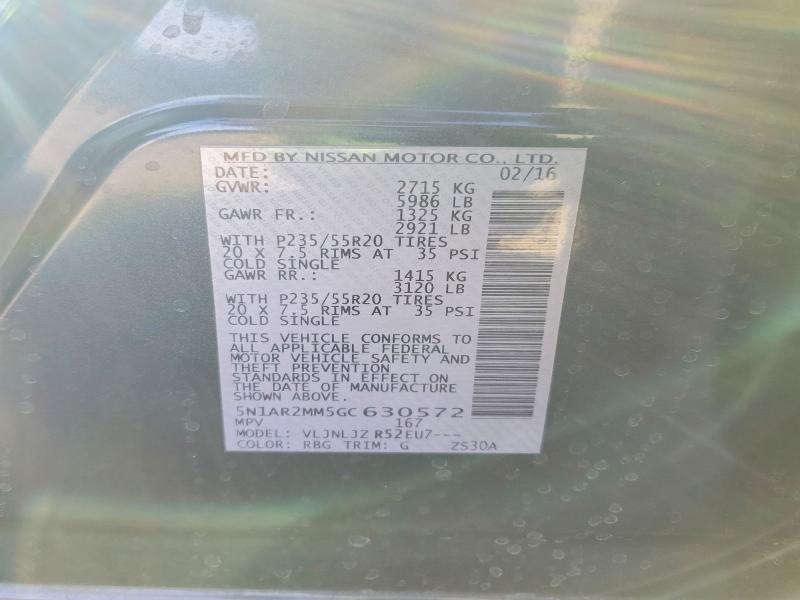 MFD BY NISSAN MOTOR CO., LTD.
DATE: 02/16
GVWR: 2715 KG
5986 LB
GAWR FR.: 1325 KG
2921 LB
WITH P235/55R20 TIRES
20 X 7.5 RIMS AT 35 PSI
COLD SINGLE
GAWR RR.: 1415 KG
3120 LB
WITH P235/55R20 TIRES
20 X 7.5 RIMS AT 35 PSI
COLD SINGLE
THIS VEHICLE CONFORMS TO
ALL APPLICABLE FEDERAL
MOTOR VEHICLE SAFETY AND
THEFT PREVENTION
STANDARDS IN EFFECT ON
THE DATE OF MANUFACTURE
SHOWN ABOVE.
5N1AR2MM5GC 630572
MPV 167
MODEL: VLJNLJZ R52EU7---
COLOR: RBG TRIM: G ZS30A